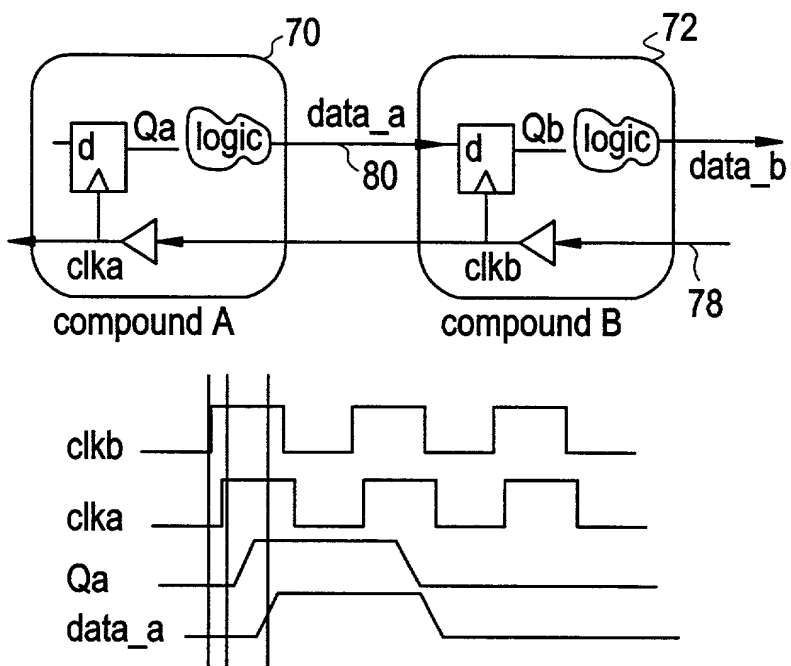 70
72
d
Qa
logic
data_a
80
d
Qb
logic
data_b
clka
clkb
78
compound A
compound B
clkb
clka
Qa
data_a